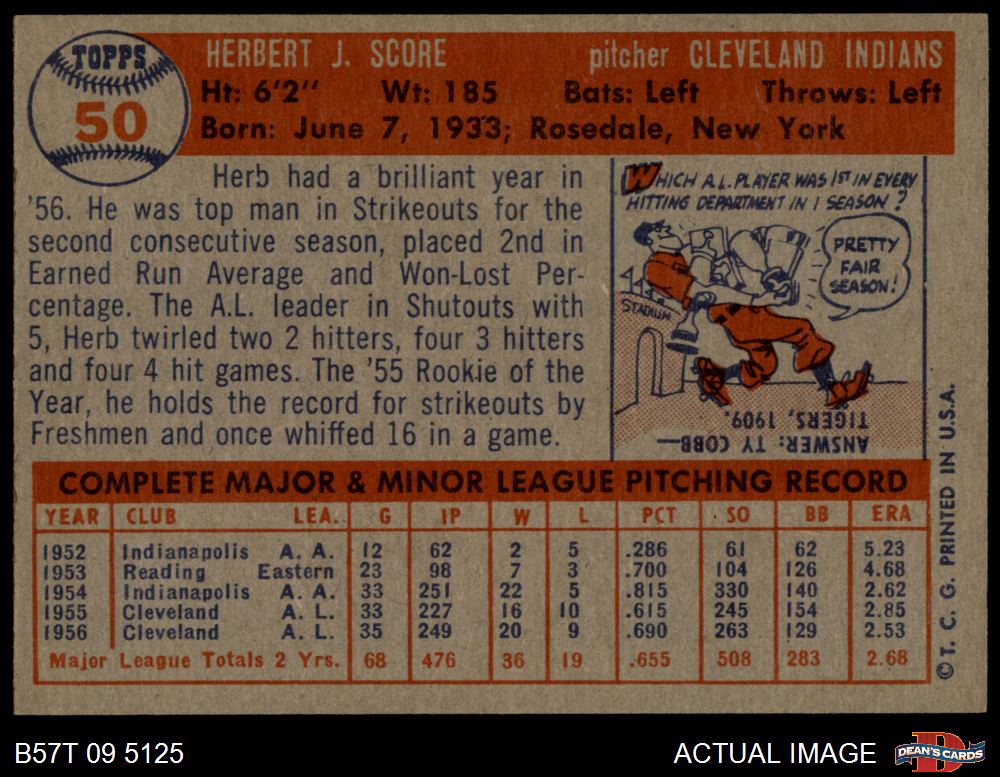 TOPPS
50
HERBERT J. SCORE pitcher CLEVELAND INDIANS
Ht: 6'2" Wt: 185 Bats: Left Throws: Left
Born: June 7, 1933; Rosedale, New York
Herb had a brilliant year in
'56. He was top man in Strikeouts for the
second consecutive season, placed 2nd in
Earned Run Average and Won-Lost Per-
centage. The A.L. leader in Shutouts with
5, Herb twirled two 2 hitters, four 3 hitters
and four 4 hit games. The '55 Rookie of the
Year, he holds the record for strikeouts by
Freshmen and once whiffed 16 in a game.
WHICH A.L. PLAYER WAS 1ST IN EVERY
HITTING DEPARTMENT IN 1 SEASON?
PRETTY
FAIR
SEASON!
STADIUM
ANSWER: TY COBB—
TIGERS, 1909.
COMPLETE MAJOR & MINOR LEAGUE PITCHING RECORD
YEAR CLUB LEA. G IP W L PCT SO BB ERA
1952 Indianapolis A. A. 12 62 2 5 .286 61 62 5.23
1953 Reading Eastern 23 98 7 3 .700 104 126 4.68
1954 Indianapolis A. A. 33 251 22 5 .815 330 140 2.62
1955 Cleveland A. L. 33 227 16 10 .615 245 154 2.85
1956 Cleveland A. L. 35 249 20 9 .690 263 129 2.53
Major League Totals 2 Yrs. 68 476 36 19 .655 508 283 2.68
© T. C. G. PRINTED IN U.S.A.
B57T 09 5125 ACTUAL IMAGE
D
DEAN'S CARDS